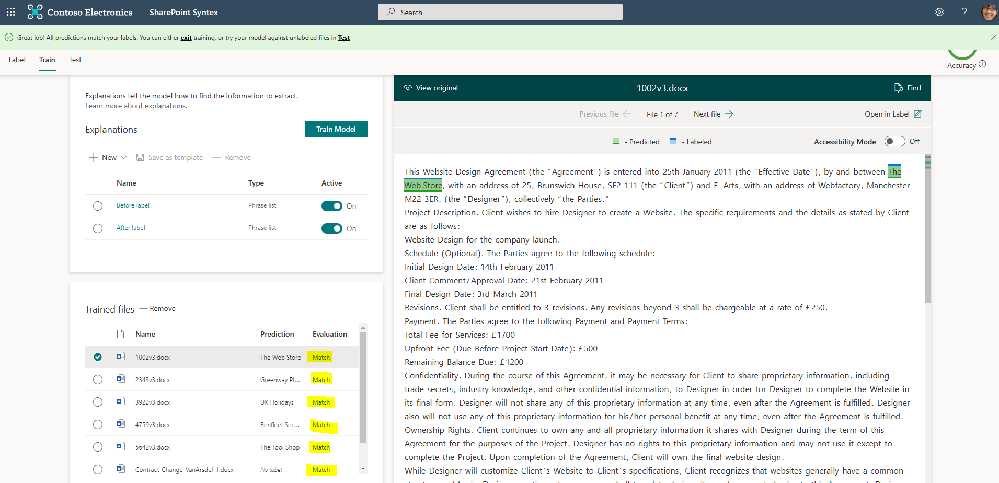 Contoso Electronics
SharePoint Syntex
Search
Great job! All predictions match your labels. You can either exit training, or try your model against unlabeled files in Test
Label
Train
Test
Accuracy
Explanations tell the model how to find the information to extract.
Learn more about explanations.
Explanations
Train Model
New
Save as template
Remove
Name Type Active
Before label Phrase list On
After label Phrase list On
Trained files
Remove
Name Prediction Evaluation
1002v3.docx The Web Store Match
2343v3.docx Greenway Pl... Match
3922v3.docx UK Holidays Match
4759v3.docx Benfleet Sec... Match
5642v3.docx The Tool Shop Match
Contract_Change_VanArsdel_1.docx No label Match
View original
1002v3.docx
Find
Previous file
File 1 of 7
Next file
Open in Label
- Predicted
- Labeled
Accessibility Mode
Off
This Website Design Agreement (the “Agreement”) is entered into 25th January 2011 (the “Effective Date”), by and between The
Web Store, with an address of 25, Brunswich House, SE2 111 (the “Client”) and E-Arts, with an address of Webfactory, Manchester
M22 3ER, (the “Designer”), collectively “the Parties.”
Project Description. Client wishes to hire Designer to create a Website. The specific requirements and the details as stated by Client
are as follows:
Website Design for the company launch.
Schedule (Optional). The Parties agree to the following schedule:
Initial Design Date: 14th February 2011
Client Comment/Approval Date: 21st February 2011
Final Design Date: 3rd March 2011
Revisions. Client shall be entitled to 3 revisions. Any revisions beyond 3 shall be chargeable at a rate of £250.
Payment. The Parties agree to the following Payment and Payment Terms:
Total Fee for Services: £1700
Upfront Fee (Due Before Project Start Date): £500
Remaining Balance Due: £1200
Confidentiality. During the course of this Agreement, it may be necessary for Client to share proprietary information, including
trade secrets, industry knowledge, and other confidential information, to Designer in order for Designer to complete the Website in
its final form. Designer will not share any of this proprietary information at any time, even after the Agreement is fulfilled. Designer
also will not use any of this proprietary information for his/her personal benefit at any time, even after the Agreement is fulfilled.
Ownership Rights. Client continues to own any and all proprietary information it shares with Designer during the term of this
Agreement for the purposes of the Project. Designer has no rights to this proprietary information and may not use it except to
complete the Project. Upon completion of the Agreement, Client will own the final website design.
While Designer will customize Client's Website to Client's specifications, Client recognizes that websites generally have a common